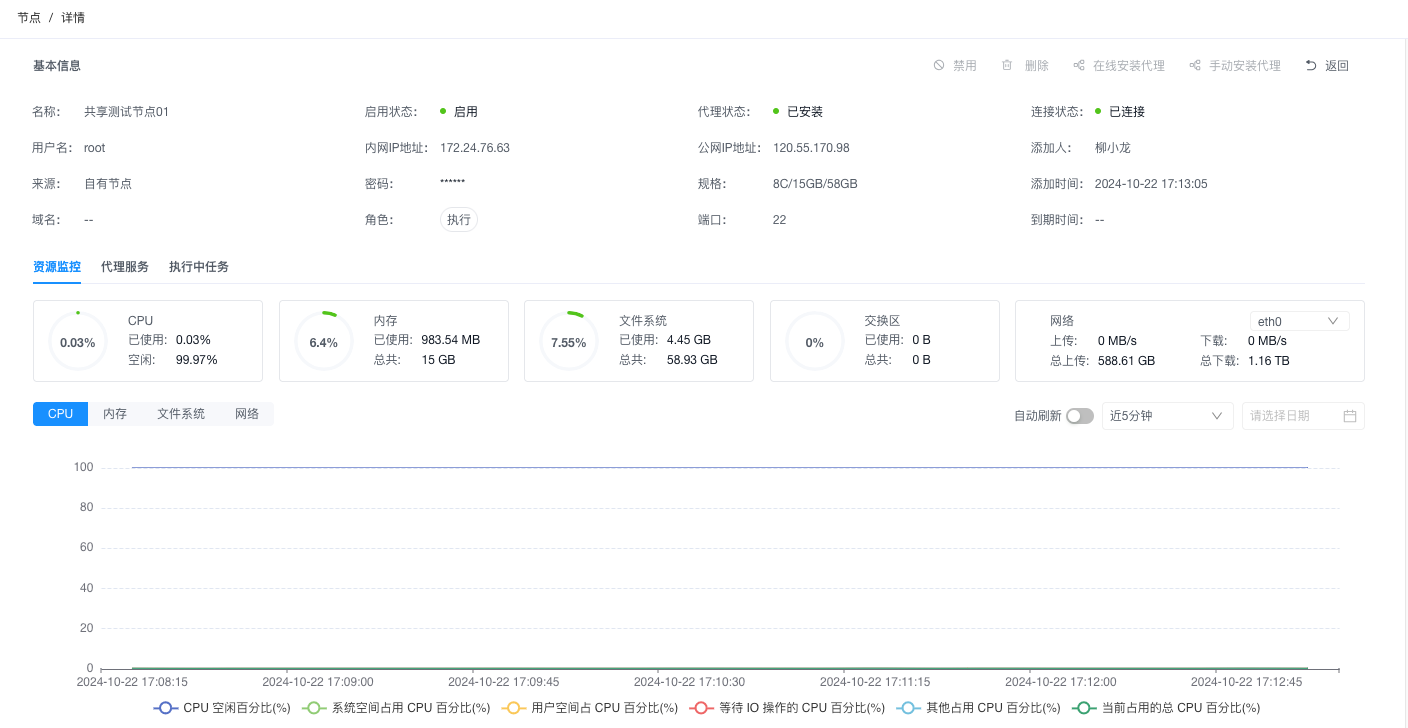 节点 / 详情
基本信息 禁用 删除 在线安装代理 手动安装代理 返回
名称: 共享测试节点01 启用状态: 启用 代理状态: 已安装 连接状态: 已连接
用户名: root 内网IP地址: 172.24.76.63 公网IP地址: 120.55.170.98 添加人: 柳小龙
来源: 自有节点 密码: ****** 规格: 8C/15GB/58GB 添加时间: 2024-10-22 17:13:05
域名: -- 角色: 执行 端口: 22 到期时间: --
资源监控 代理服务 执行中任务
0.03% CPU
已使用: 0.03%
空闲: 99.97%
6.4% 内存
已使用: 983.54 MB
总共: 15 GB
7.55% 文件系统
已使用: 4.45 GB
总共: 58.93 GB
0% 交换区
已使用: 0 B
总共: 0 B
网络 eth0
上传: 0 MB/s 下载: 0 MB/s
总上传: 588.61 GB 总下载: 1.16 TB
CPU 内存 文件系统 网络 自动刷新 近5分钟 请选择日期
100
80
60
40
20
0
2024-10-22 17:08:15 2024-10-22 17:09:00 2024-10-22 17:09:45 2024-10-22 17:10:30 2024-10-22 17:11:15 2024-10-22 17:12:00 2024-10-22 17:12:45
CPU 空闲百分比(%) 系统空间占用 CPU 百分比(%) 用户空间占 CPU 百分比(%) 等待 IO 操作的 CPU 百分比(%) 其他占用 CPU 百分比(%) 当前占用的总 CPU 百分比(%)